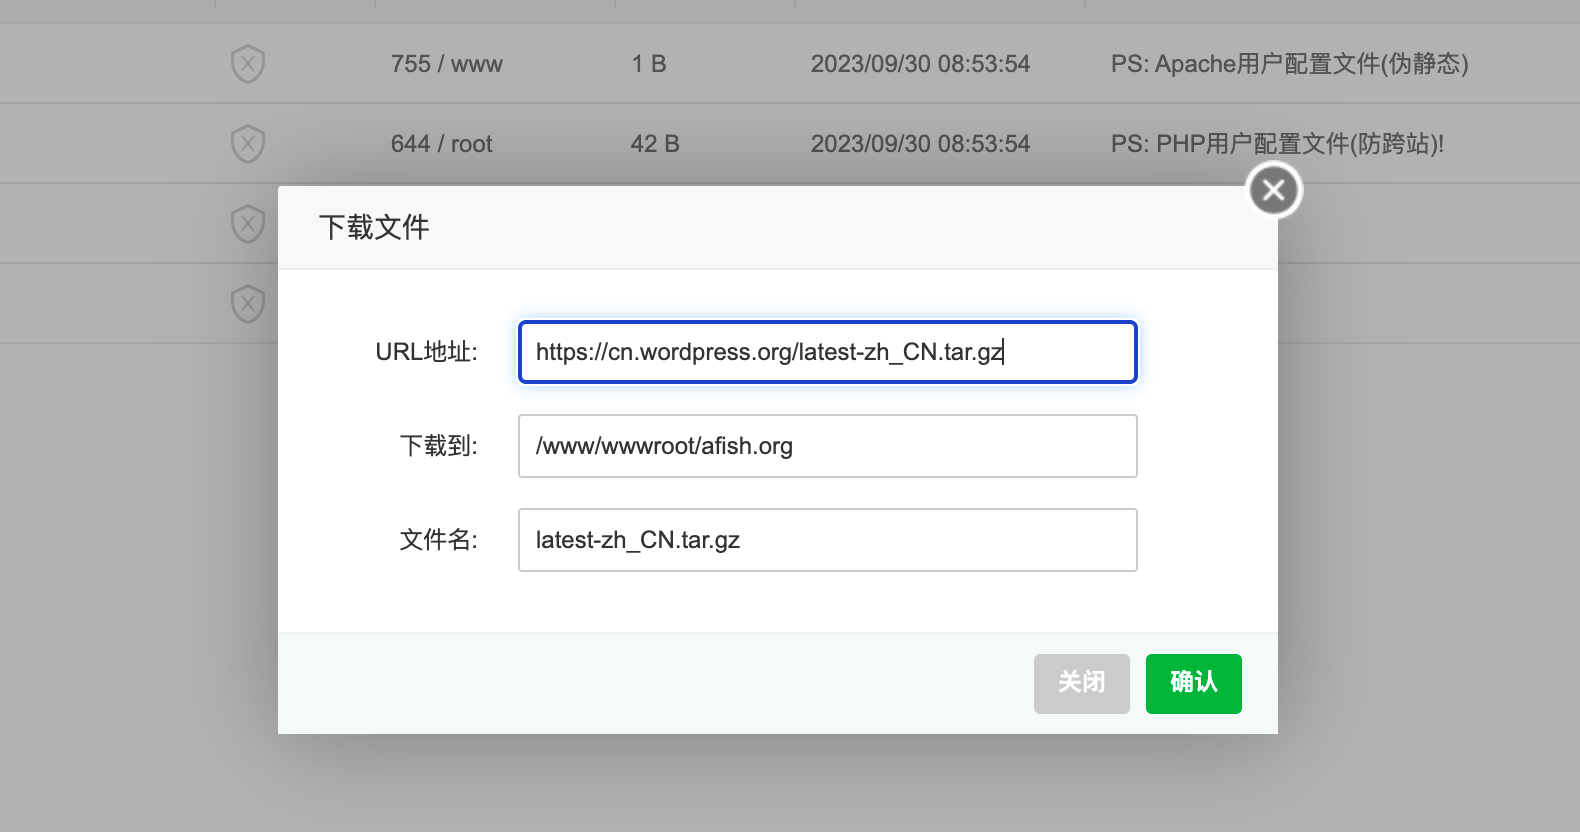 755 / www 1 B 2023/09/30 08:53:54 PS: Apache用户配置文件(伪静态)
644 / root 42 B 2023/09/30 08:53:54 PS: PHP用户配置文件(防跨站)!
下载文件
URL地址: https://cn.wordpress.org/latest-zh_CN.tar.gz
下载到: /www/wwwroot/afish.org
文件名: latest-zh_CN.tar.gz
关闭 确认